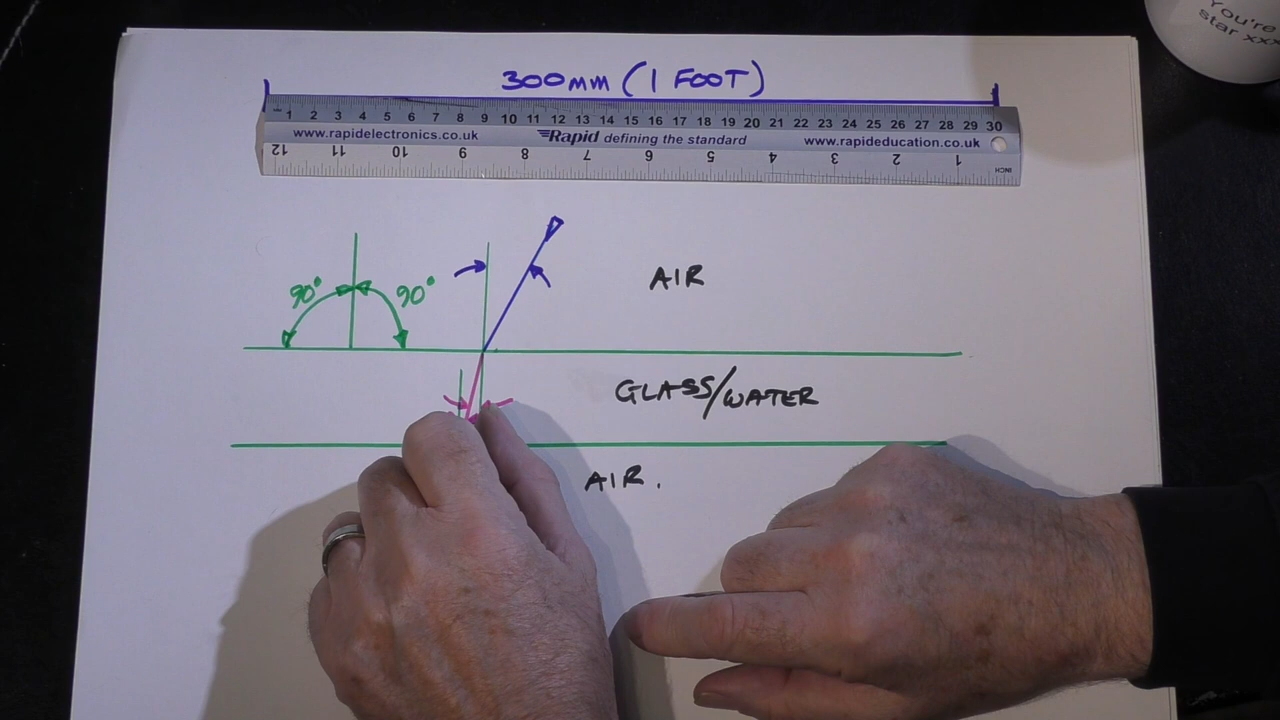 You're
star xxx
300mm (1 FOOT)
1 2 3 4 5 6 7 8 9 10 11 12 13 14 15 16 17 18 19 20 21 22 23 24 25 26 27 28 29 30
www.rapidelectronics.co.uk Rapid defining the standard www.rapideducation.co.uk
12 11 10 9 8 7 6 5 4 3 2 1 INCH
90° 90° AIR
GLASS/WATER
AIR.